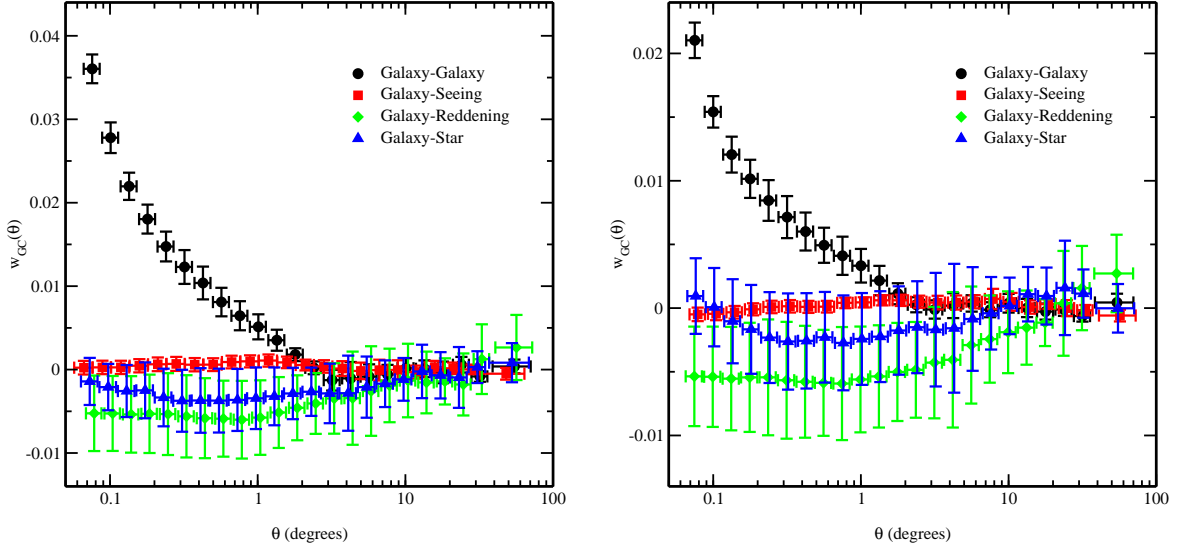 0.04
0.03
0.02
0.01
0
-0.01
w_GC(θ)
Galaxy-Galaxy
Galaxy-Seeing
Galaxy-Reddening
Galaxy-Star
0.1
1
10
100
θ (degrees)
0.02
0.01
0
-0.01
w_GC(θ)
Galaxy-Galaxy
Galaxy-Seeing
Galaxy-Reddening
Galaxy-Star
0.1
1
10
100
θ (degrees)